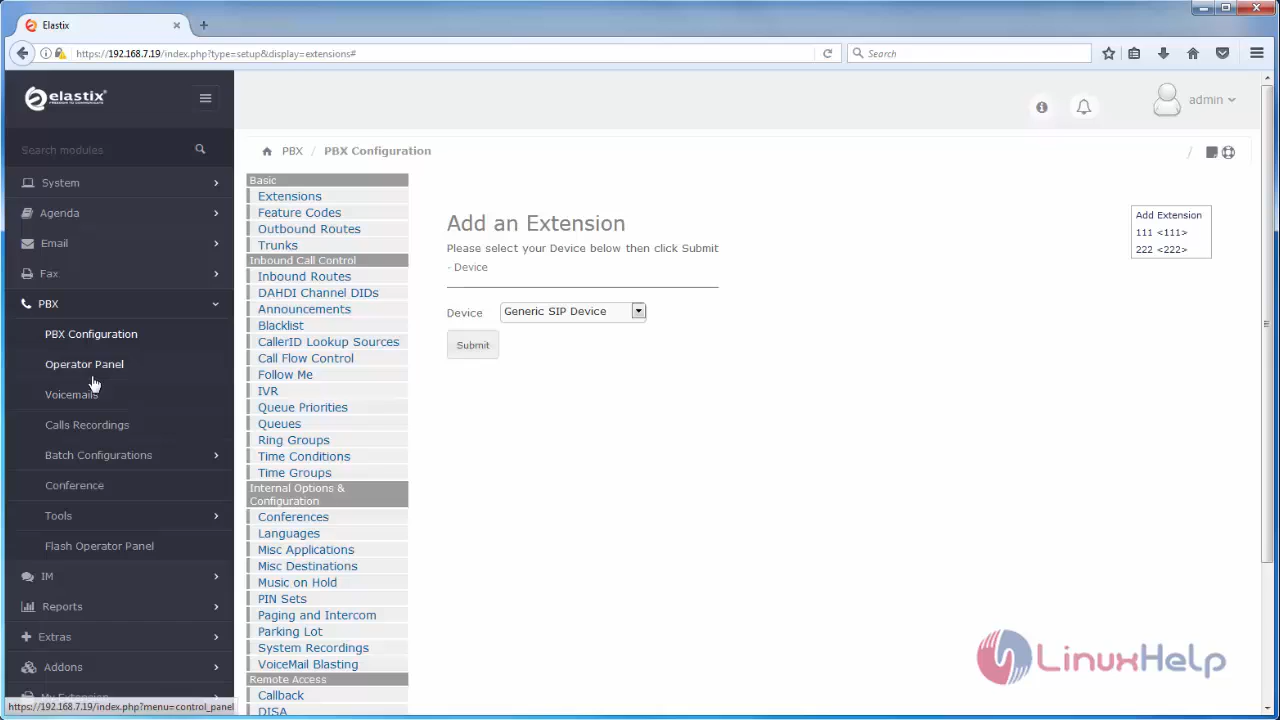 Elastix
https://192.168.7.19/index.php?type=setup&display=extensions#
Search
elastix
FREEDOM TO COMMUNICATE
admin
Search modules
System
Agenda
Email
Fax
PBX
PBX Configuration
Operator Panel
Voicemails
Calls Recordings
Batch Configurations
Conference
Tools
Flash Operator Panel
IM
Reports
Extras
Addons
My Extension
https://192.168.7.19/index.php?menu=control_panel
PBX / PBX Configuration
/
Basic
Extensions
Feature Codes
Outbound Routes
Trunks
Inbound Call Control
Inbound Routes
DAHDI Channel DIDs
Announcements
Blacklist
CallerID Lookup Sources
Call Flow Control
Follow Me
IVR
Queue Priorities
Queues
Ring Groups
Time Conditions
Time Groups
Internal Options &
Configuration
Conferences
Languages
Misc Applications
Misc Destinations
Music on Hold
PIN Sets
Paging and Intercom
Parking Lot
System Recordings
VoiceMail Blasting
Remote Access
Callback
DISA
Add an Extension
Please select your Device below then click Submit
- Device
Device Generic SIP Device
Submit
Add Extension
111 <111>
222 <222>
LinuxHelp